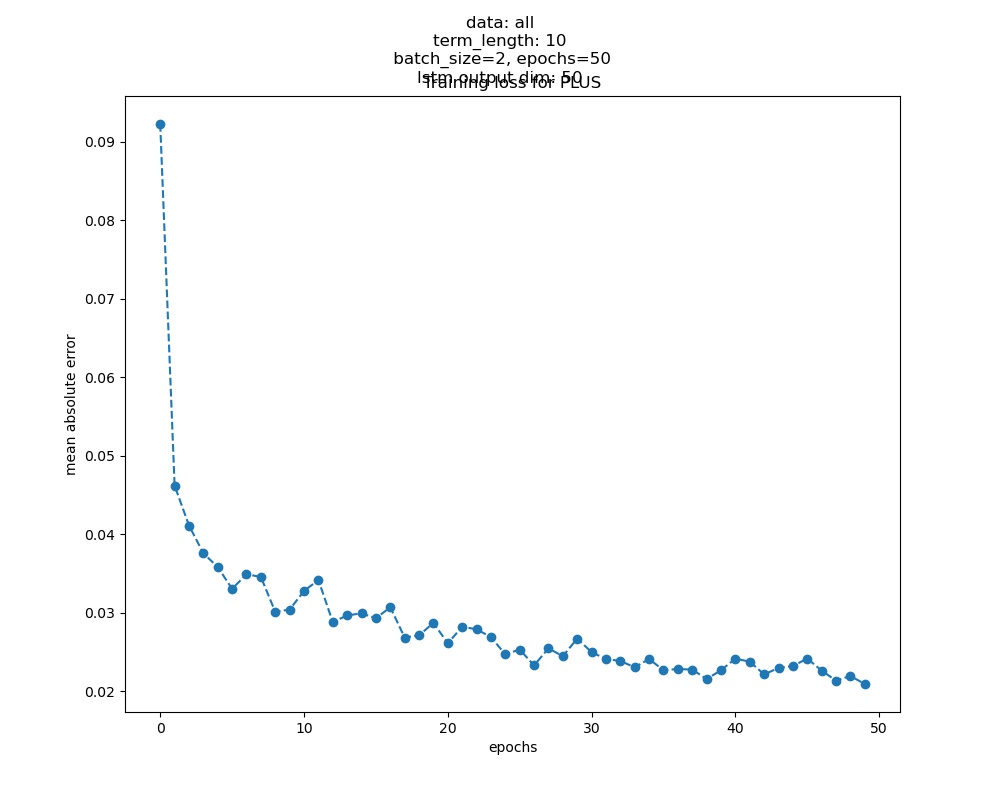 data: all
term_length: 10
batch_size=2, epochs=50
lstm output dim: 50
Training loss for PLUS
0.09
0.08
0.07
0.06
0.05
0.04
0.03
0.02
mean absolute error
0 10 20 30 40 50
epochs